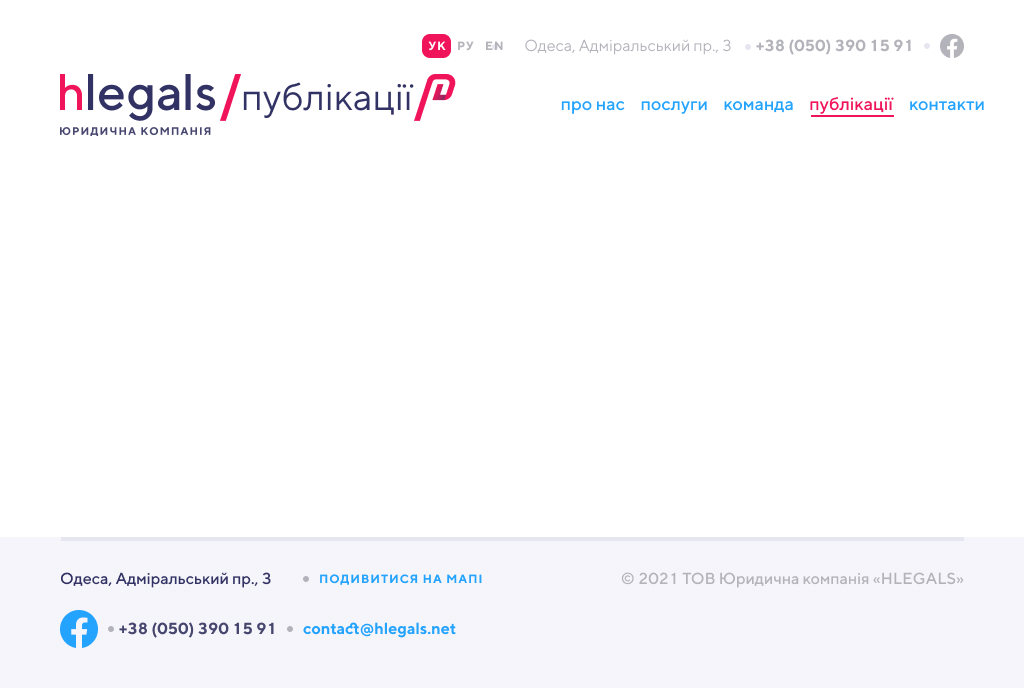 УК РУ EN Одеса, Адміральський пр., 3 +38 (050) 390 15 91
hlegals/публікації
ЮРИДИЧНА КОМПАНІЯ
про нас послуги команда публікації контакти
Одеса, Адміральський пр., 3 ПОДИВИТИСЯ НА МАПІ
© 2021 ТОВ Юридична компанія «HLEGALS»
+38 (050) 390 15 91 contact@hlegals.net